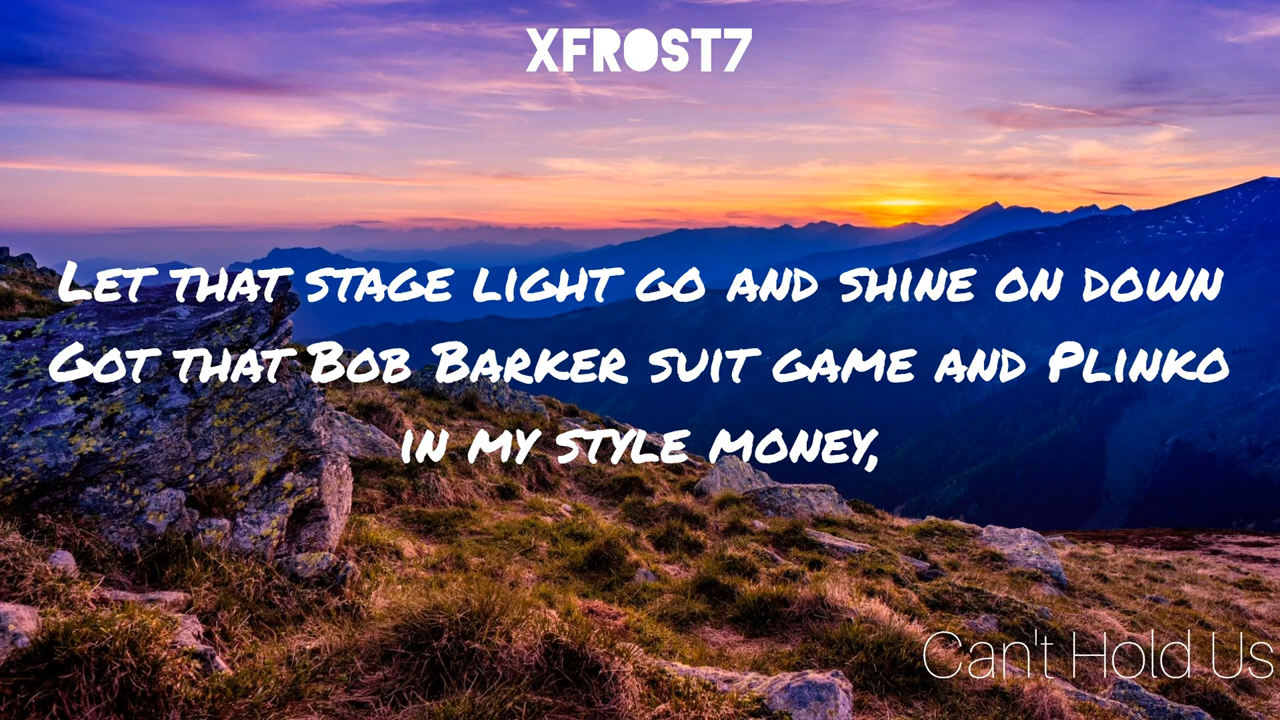 XFROST7
Let that stage light go and shine on down
Got that Bob Barker suit game and Plinko
in my style money,
Can't Hold Us